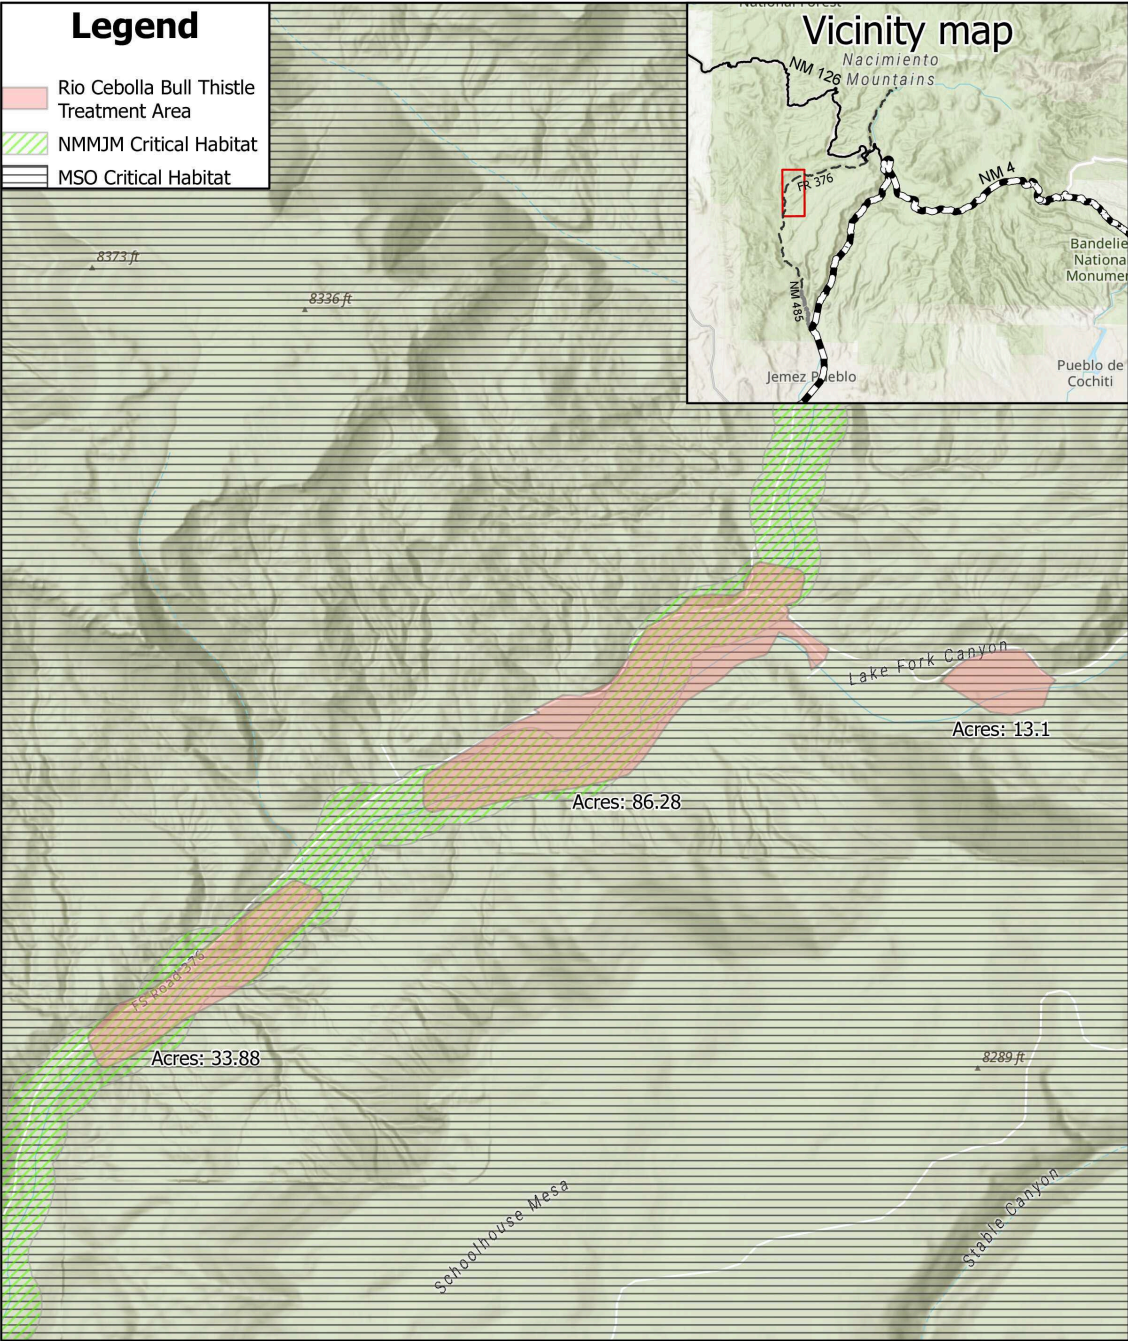 Legend
Rio Cebolla Bull Thistle
Treatment Area
NMMJM Critical Habitat
MSO Critical Habitat
National Forest
Vicinity map
Nacimiento
Mountains
NM 126
FR 376
NM 4
Bandelie
Nationa
Monumen
NM 485
Jemez Pueblo
Pueblo de
Cochiti
8373 ft
8336 ft
Lake Fork Canyon
Acres: 13.1
Acres: 86.28
FS Road 376
Acres: 33.88
8289 ft
Schoolhouse Mesa
Stable Canyon